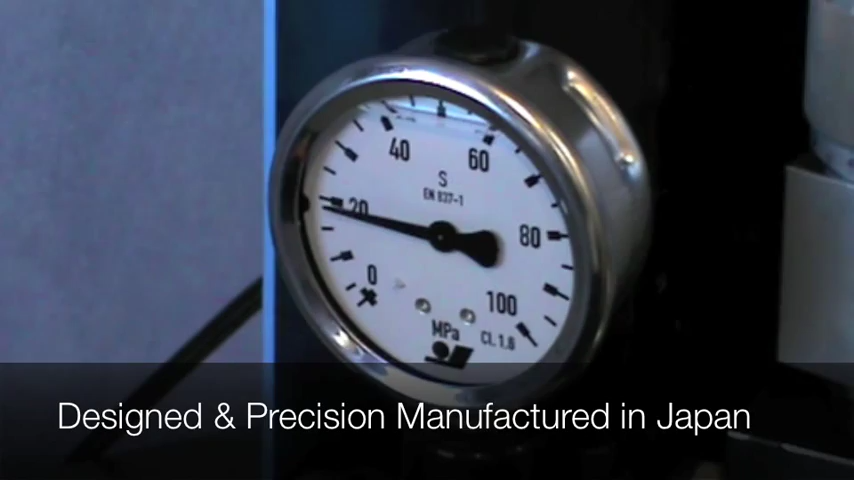 40
60
S
EN 837-1
20
80
0
100
MPa
Cl. 1.6
Designed & Precision Manufactured in Japan